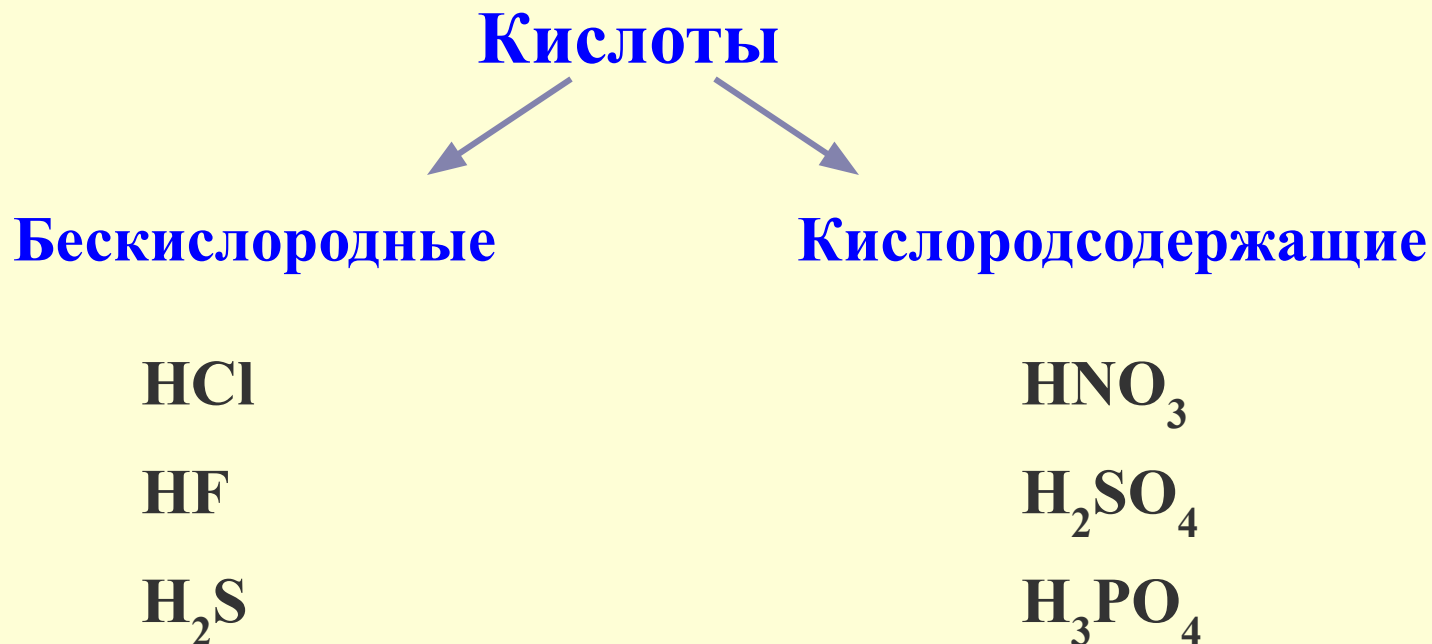 Кислоты
Бескислородные Кислородсодержащие
HCl HNO₃
HF H₂SO₄
H₂S H₃PO₄